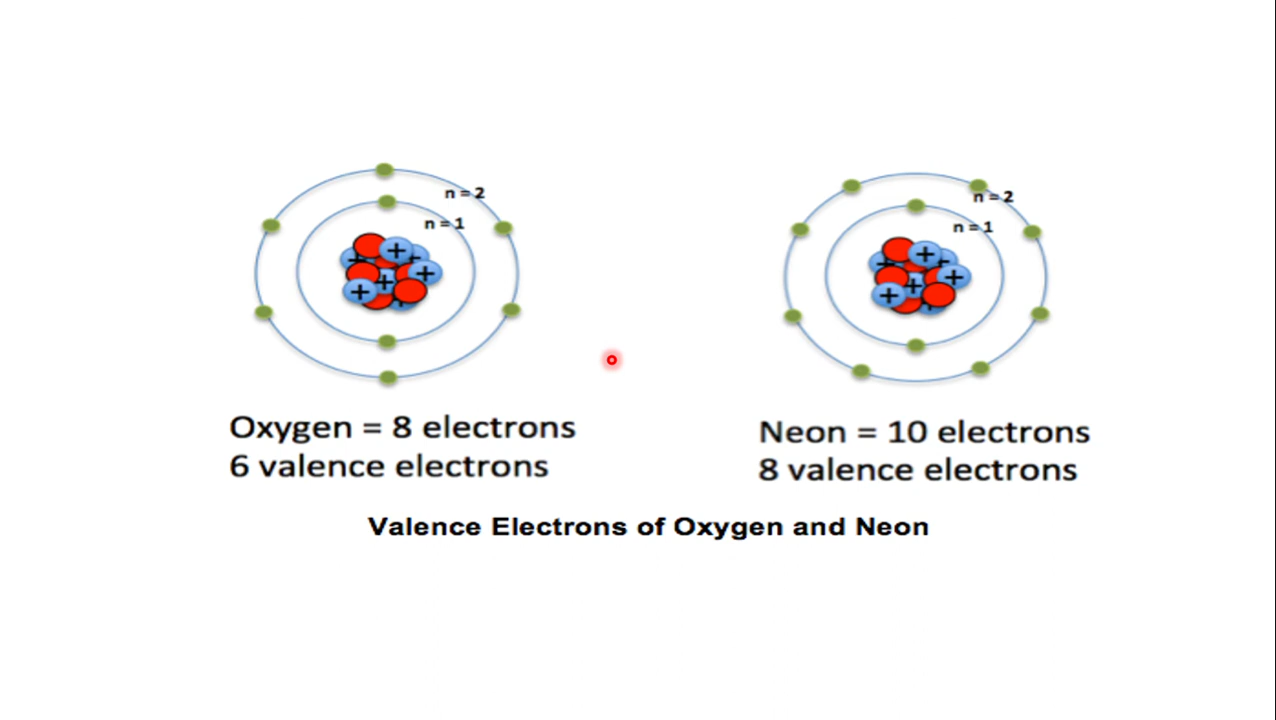 n = 2
n = 1
+ + + + + + +
Oxygen = 8 electrons
6 valence electrons
n = 2
n = 1
+ + + + + + +
Neon = 10 electrons
8 valence electrons
Valence Electrons of Oxygen and Neon